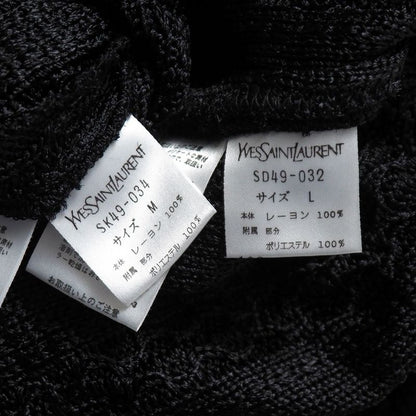 YVESSAINTLAURENT
SK49-034
サイズ M
本体 レーヨン 100%
附属 部分
ポリエステル 100%
お取扱い上のご注意
YVESSAINTLAURENT
SD49-032
サイズ L
本体 レーヨン 100%
附属 部分
ポリエステル 100%